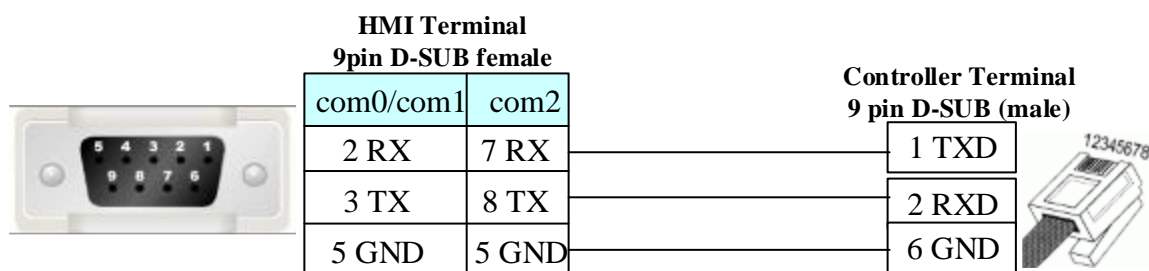 HMI Terminal
9pin D-SUB female
Controller Terminal
9 pin D-SUB (male)
com0/com1 com2
2 RX 7 RX 1 TXD
3 TX 8 TX 2 RXD
5 GND 5 GND 6 GND
5 4 3 2 1
9 8 7 6
12345678